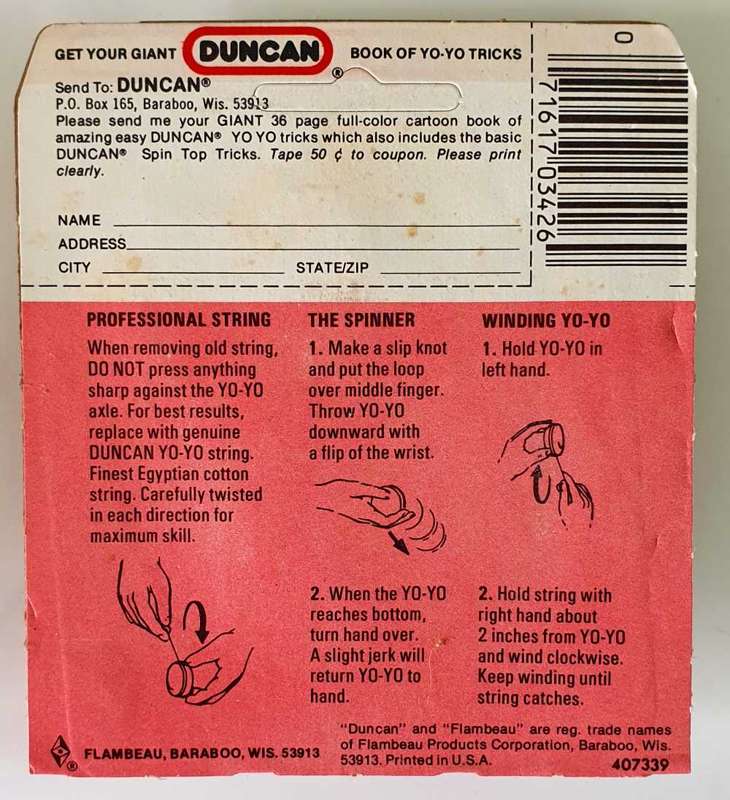 GET YOUR GIANT DUNCAN® BOOK OF YO-YO TRICKS
Send To: DUNCAN®
P.O. Box 165, Baraboo, Wis. 53913
Please send me your GIANT 36 page full-color cartoon book of
amazing easy DUNCAN® YO YO tricks which also includes the basic
DUNCAN® Spin Top Tricks. Tape 50 ¢ to coupon. Please print
clearly.
NAME
ADDRESS
CITY STATE/ZIP
0
71617 03426
PROFESSIONAL STRING
When removing old string,
DO NOT press anything
sharp against the YO-YO
axle. For best results,
replace with genuine
DUNCAN YO-YO string.
Finest Egyptian cotton
string. Carefully twisted
in each direction for
maximum skill.
THE SPINNER
1. Make a slip knot
and put the loop
over middle finger.
Throw YO-YO
downward with
a flip of the wrist.
2. When the YO-YO
reaches bottom,
turn hand over.
A slight jerk will
return YO-YO to
hand.
WINDING YO-YO
1. Hold YO-YO in
left hand.
2. Hold string with
right hand about
2 inches from YO-YO
and wind clockwise.
Keep winding until
string catches.
® FLAMBEAU, BARABOO, WIS. 53913
"Duncan" and "Flambeau" are reg. trade names
of Flambeau Products Corporation, Baraboo, Wis.
53913. Printed in U.S.A.
407339